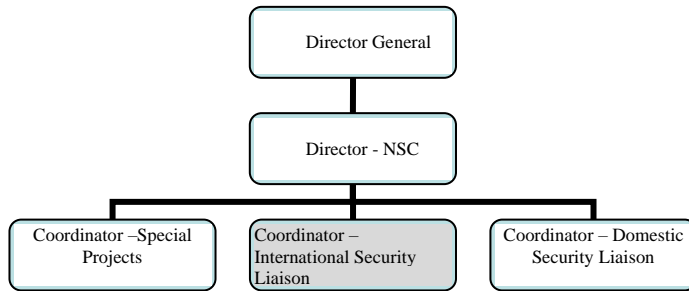 Director General
Director - NSC
Coordinator –Special
Projects
Coordinator –
International Security
Liaison
Coordinator – Domestic
Security Liaison